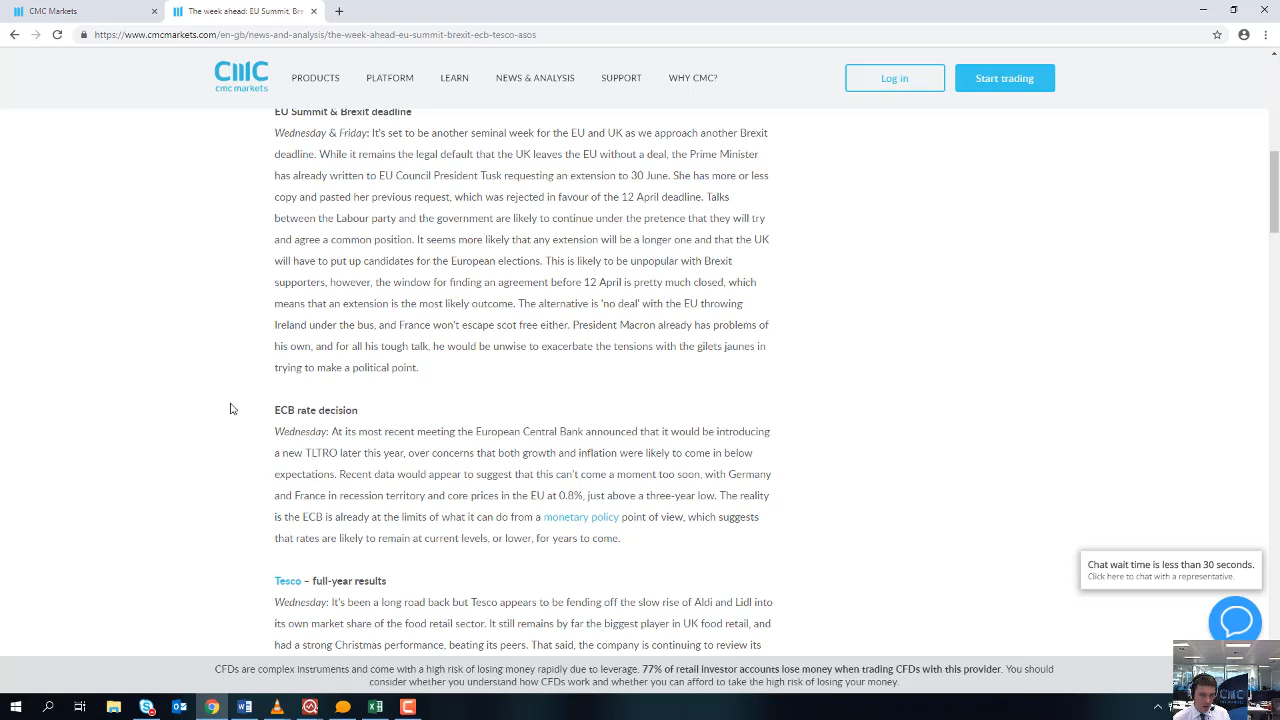 CMC Markets
The week ahead: EU Summit, Bre
https://www.cmcmarkets.com/en-gb/news-and-analysis/the-week-ahead-eu-summit-brexit-ecb-tesco-asos
cmc
cmc markets
PRODUCTS PLATFORM LEARN NEWS & ANALYSIS SUPPORT WHY CMC?
Log in
Start trading
EU Summit & Brexit deadline
Wednesday & Friday: It's set to be another seminal week for the EU and UK as we approach another Brexit
deadline. While it remains the legal default that the UK leaves the EU without a deal, the Prime Minister
has already written to EU Council President Tusk requesting an extension to 30 June. She has more or less
copy and pasted her previous request, which was rejected in favour of the 12 April deadline. Talks
between the Labour party and the government are likely to continue under the pretence that they will try
and agree a common position. It seems more likely that any extension will be a longer one and that the UK
will have to put up candidates for the European elections. This is likely to be unpopular with Brexit
supporters, however, the window for finding an agreement before 12 April is pretty much closed, which
means that an extension is the most likely outcome. The alternative is 'no deal' with the EU throwing
Ireland under the bus, and France won't escape scot free either. President Macron already has problems of
his own, and for all his tough talk, he would be unwise to exacerbate the tensions with the gilets jaunes in
trying to make a political point.
ECB rate decision
Wednesday: At its most recent meeting the European Central Bank announced that it would be introducing
a new TLTRO later this year, over concerns that both growth and inflation were likely to come in below
expectations. Recent data would appear to suggest that this can't come a moment too soon, with Germany
and France in recession territory and core prices in the EU at 0.8%, just above a three-year low. The reality
is the ECB is already at the limits of what it can do from a monetary policy point of view, which suggests
that rates are likely to remain at current levels, or lower, for years to come.
Tesco – full-year results
Wednesday: It's been a long road back but Tesco appears to be fending off the slow rise of Aldi and Lidl into
its own market share of the food retail sector. It still remains by far the biggest player in UK food retail, and
had a strong Christmas performance, beating its peers. That said, the company is continuing to review its
Chat wait time is less than 30 seconds.
Click here to chat with a representative.
CFDs are complex instruments and come with a high risk of losing money rapidly due to leverage. 77% of retail investor accounts lose money when trading CFDs with this provider. You should
consider whether you understand how CFDs work and whether you can afford to take the high risk of losing your money.